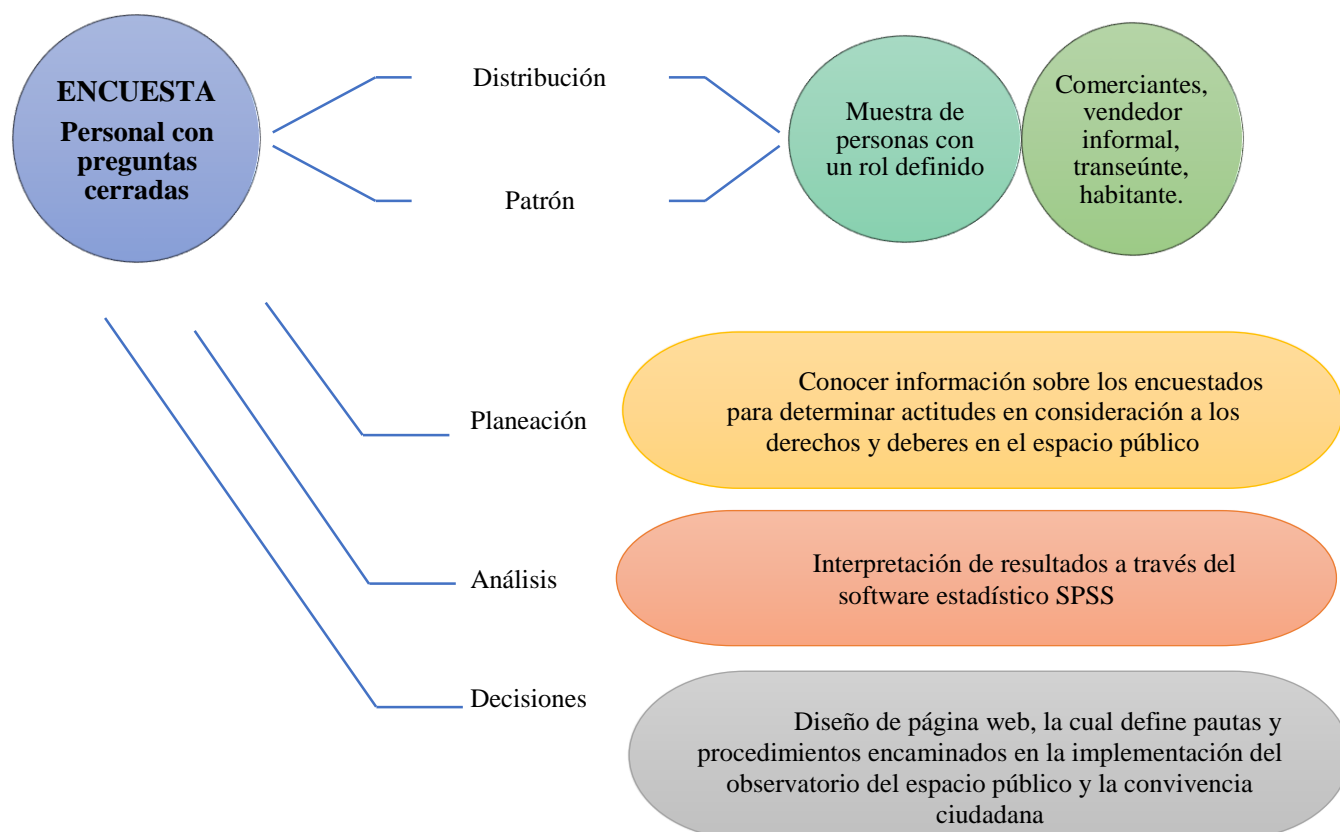 ENCUESTA
Personal con
preguntas
cerradas
Distribución
Patrón
Muestra de
personas con
un rol definido
Comerciantes,
vendedor
informal,
transeúnte,
habitante.
Planeación
Conocer información sobre los encuestados
para determinar actitudes en consideración a los
derechos y deberes en el espacio público
Análisis
Interpretación de resultados a través del
software estadístico SPSS
Decisiones
Diseño de página web, la cual define pautas y
procedimientos encaminados en la implementación del
observatorio del espacio público y la convivencia
ciudadana